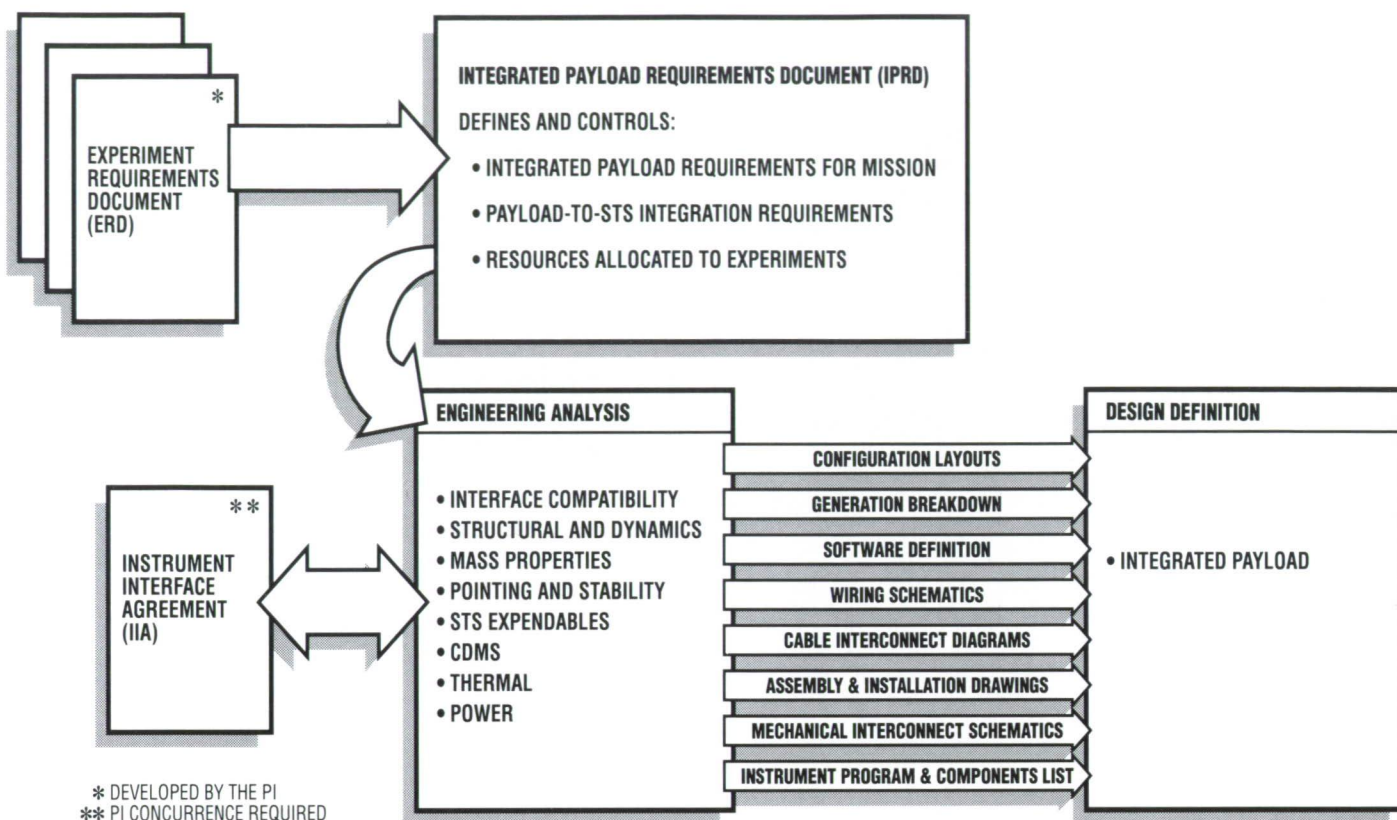 *
EXPERIMENT
REQUIREMENTS
DOCUMENT
(ERD)
INTEGRATED PAYLOAD REQUIREMENTS DOCUMENT (IPRD)
DEFINES AND CONTROLS:
• INTEGRATED PAYLOAD REQUIREMENTS FOR MISSION
• PAYLOAD-TO-STS INTEGRATION REQUIREMENTS
• RESOURCES ALLOCATED TO EXPERIMENTS
**
INSTRUMENT
INTERFACE
AGREEMENT
(IIA)
ENGINEERING ANALYSIS
• INTERFACE COMPATIBILITY
• STRUCTURAL AND DYNAMICS
• MASS PROPERTIES
• POINTING AND STABILITY
• STS EXPENDABLES
• CDMS
• THERMAL
• POWER
CONFIGURATION LAYOUTS
GENERATION BREAKDOWN
SOFTWARE DEFINITION
WIRING SCHEMATICS
CABLE INTERCONNECT DIAGRAMS
ASSEMBLY & INSTALLATION DRAWINGS
MECHANICAL INTERCONNECT SCHEMATICS
INSTRUMENT PROGRAM & COMPONENTS LIST
DESIGN DEFINITION
• INTEGRATED PAYLOAD
* DEVELOPED BY THE PI
** PI CONCURRENCE REQUIRED